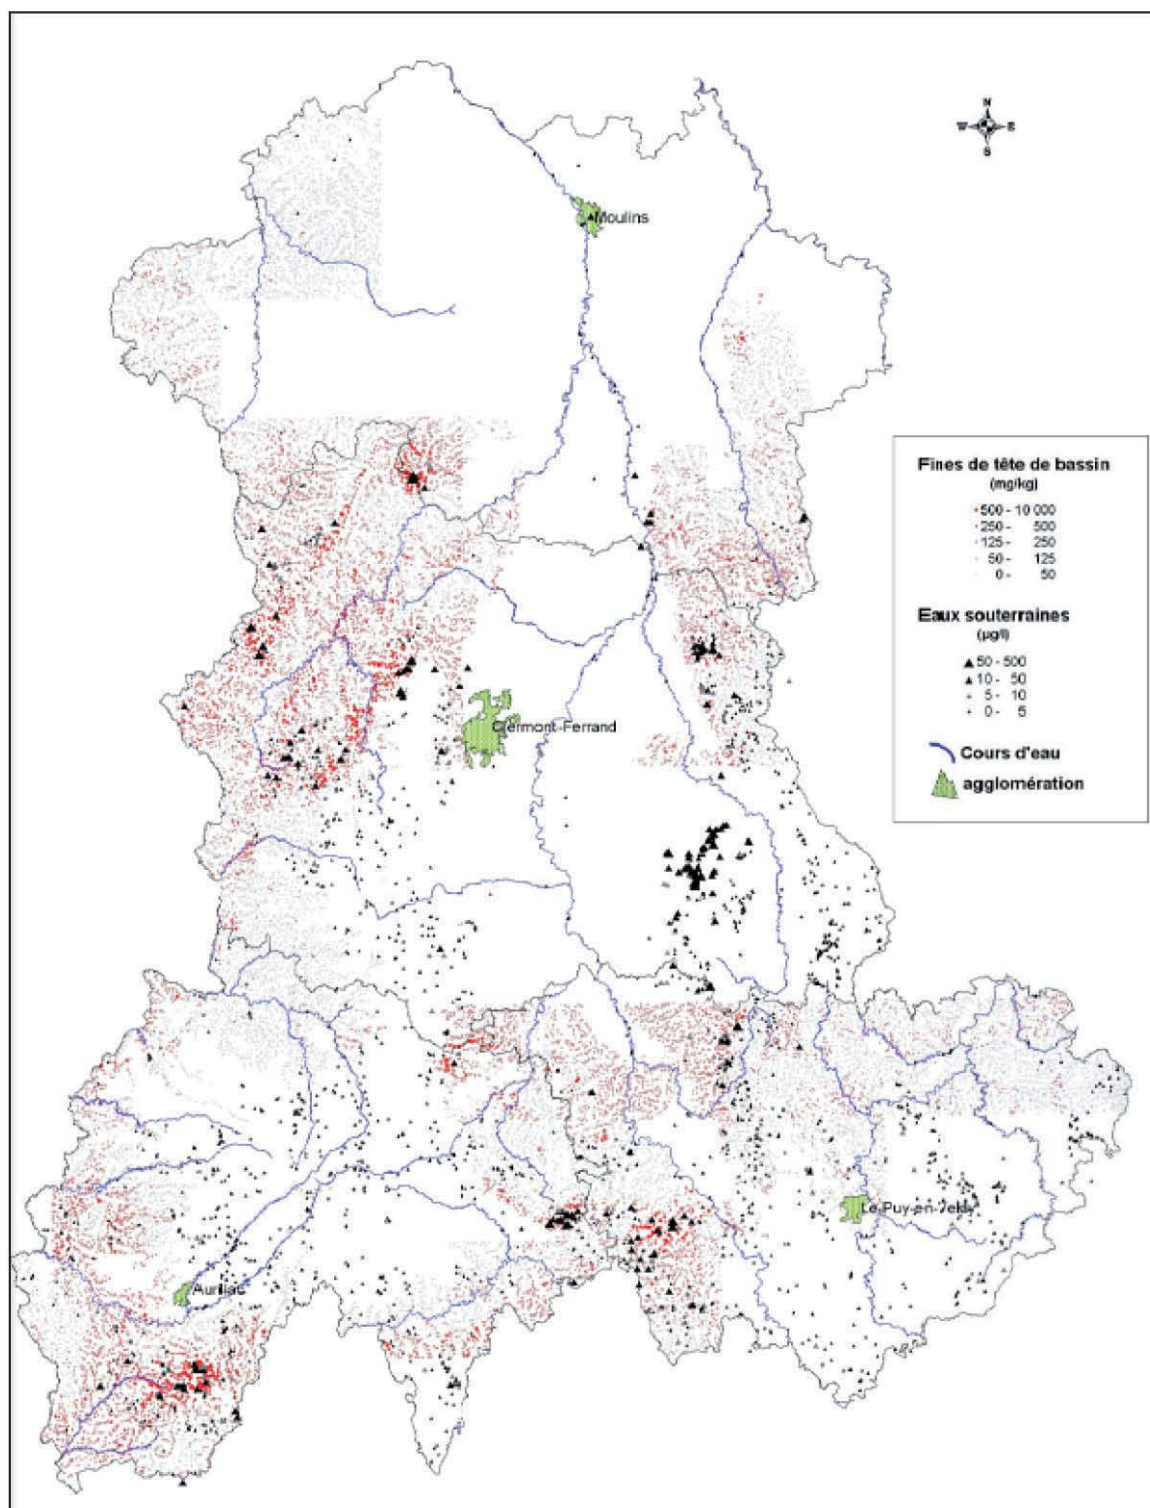 N
W E
S
Moulins
Clermont-Ferrand
Le-Puy-en-Velay
Aurillac
Fines de tête de bassin
(mg/kg)
500 - 10 000
250 - 500
125 - 250
50 - 125
0 - 50
Eaux souterraines
(µg/l)
50 - 500
10 - 50
5 - 10
0 - 5
Cours d'eau
agglomération